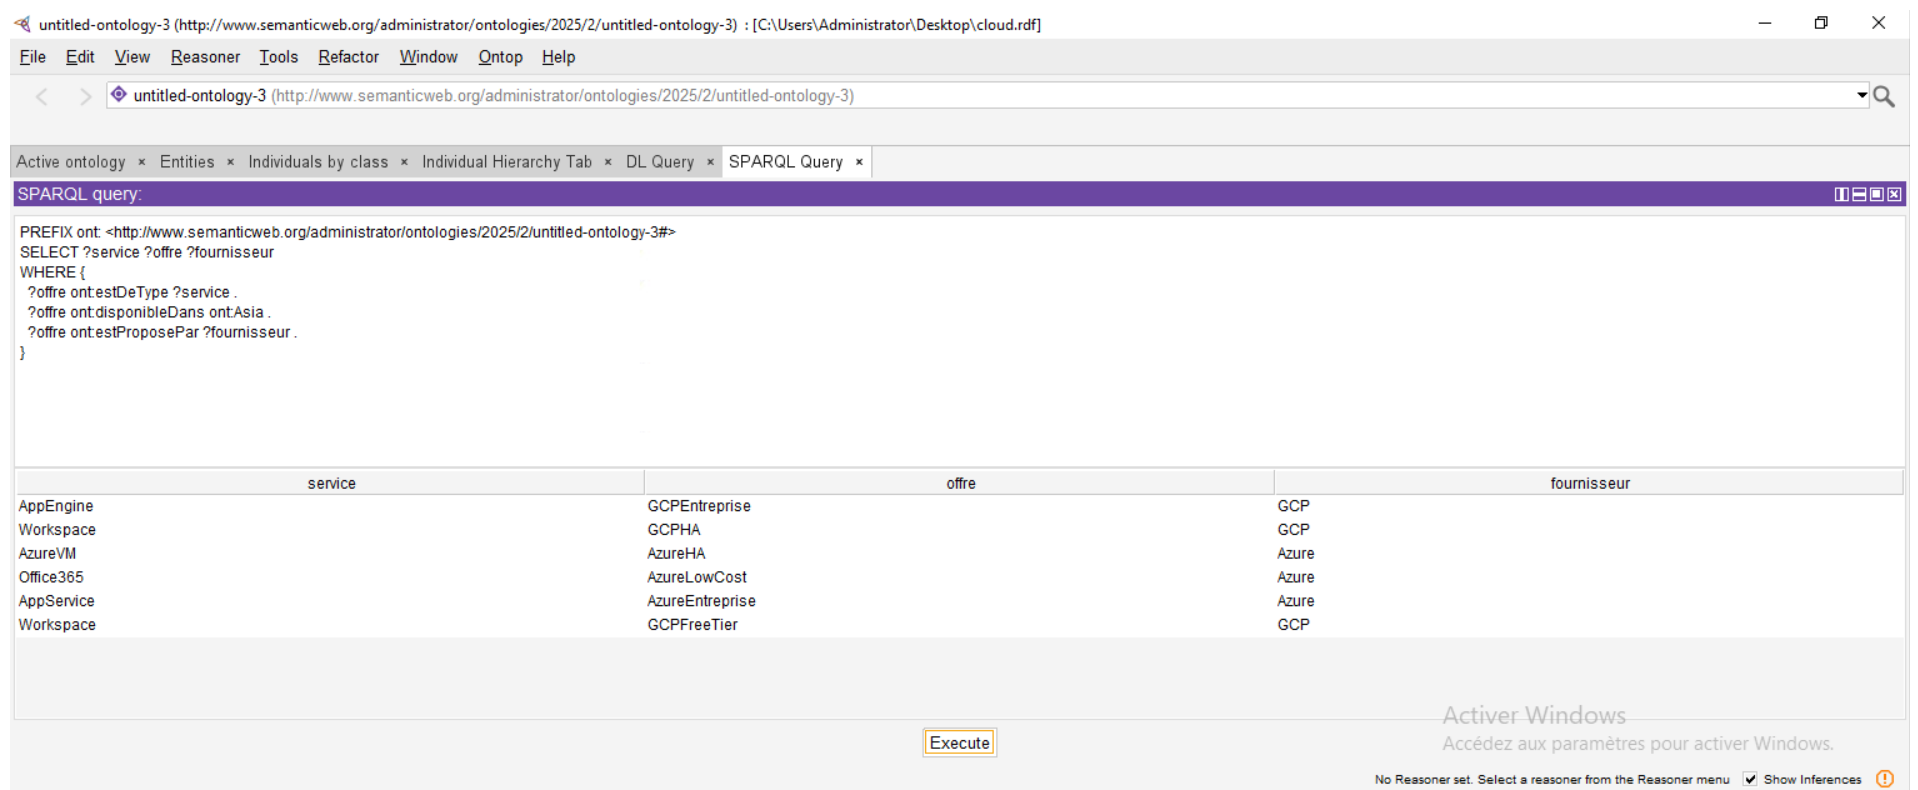 untitled-ontology-3 (http://www.semanticweb.org/administrator/ontologies/2025/2/untitled-ontology-3) : [C:\Users\Administrator\Desktop\cloud.rdf]
File Edit View Reasoner Tools Refactor Window Ontop Help
untitled-ontology-3 (http://www.semanticweb.org/administrator/ontologies/2025/2/untitled-ontology-3)
Active ontology × Entities × Individuals by class × Individual Hierarchy Tab × DL Query × SPARQL Query ×
SPARQL query:
PREFIX ont: <http://www.semanticweb.org/administrator/ontologies/2025/2/untitled-ontology-3#>
SELECT ?service ?offre ?fournisseur
WHERE {
?offre ont:estDeType ?service .
?offre ont:disponibleDans ont:Asia .
?offre ont:estProposePar ?fournisseur .
}
service offre fournisseur
AppEngine GCPEntreprise GCP
Workspace GCPHA GCP
AzureVM AzureHA Azure
Office365 AzureLowCost Azure
AppService AzureEntreprise Azure
Workspace GCPFreeTier GCP
Activer Windows
Execute Accédez aux paramètres pour activer Windows.
No Reasoner set. Select a reasoner from the Reasoner menu Show Inferences